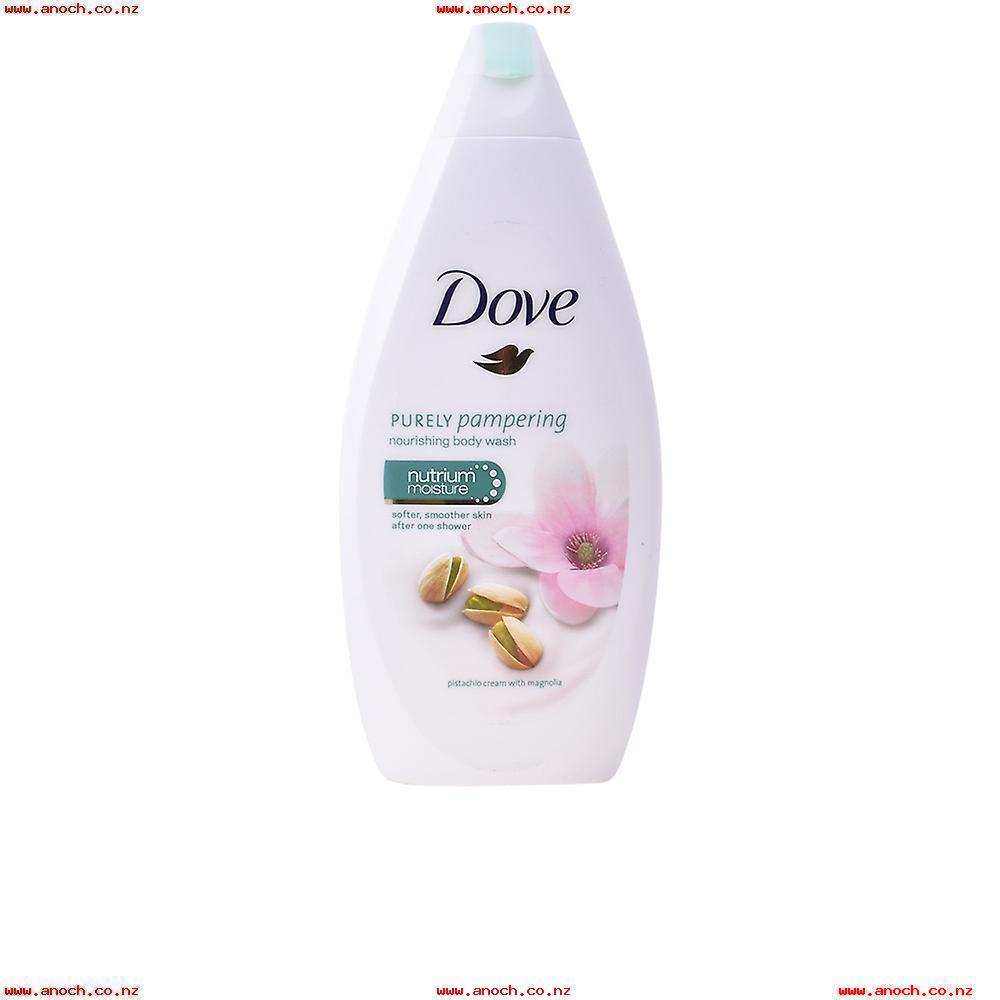 www.anoch.co.nz www.anoch.co.nz www.anoch.co.nz
Dove
PURELY pampering
nourishing body wash
nutrium
moisture
softer, smoother skin
after one shower
pistachio cream with magnolia
www.anoch.co.nz www.anoch.co.nz www.anoch.co.nz